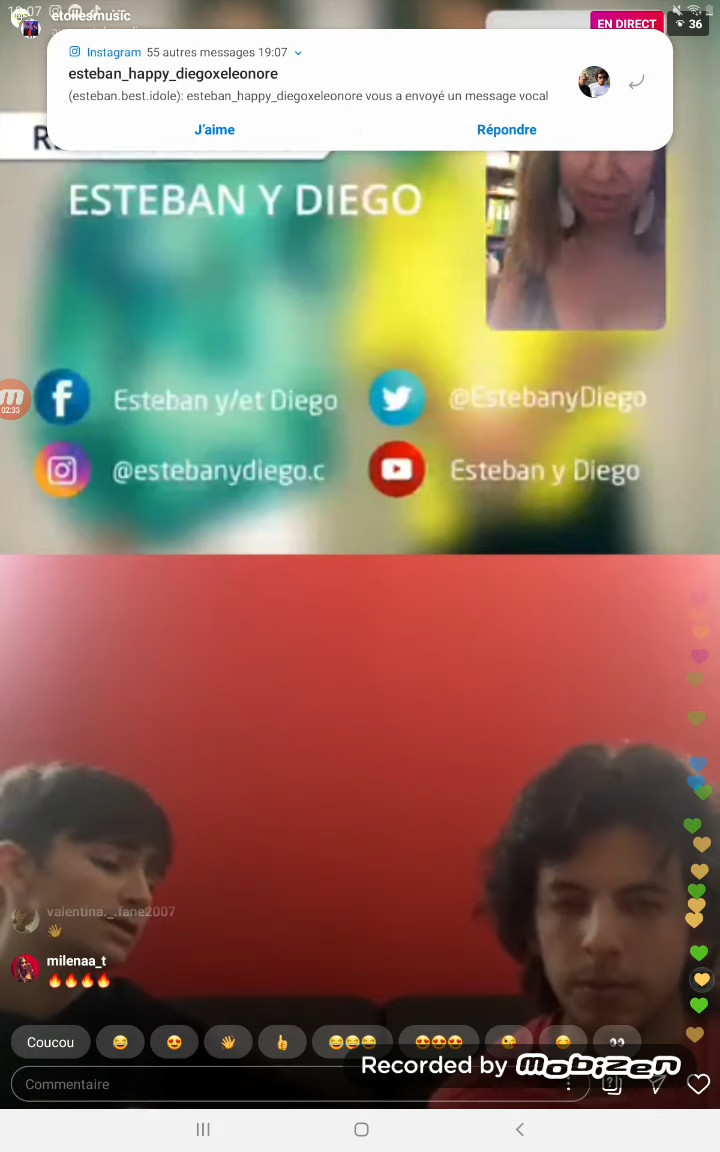 19:07
etoilesmusic
EN DIRECT
36
Instagram 55 autres messages 19:07
esteban_happy_diegoxeleonore
(esteban.best.idole): esteban_happy_diegoxeleonore vous a envoyé un message vocal
J'aime
Répondre
R
ESTEBAN Y DIEGO
m
02:33
Esteban y/et Diego
@EstebanyDiego
@estebanydiego.c
Esteban y Diego
valentina._.fane2007
👋
milenaa_t
🔥🔥🔥🔥
Coucou 😂 😍 👋 👍 😂😂😂 😍😍😍 😘 😄 👀
Recorded by mobizen
Commentaire